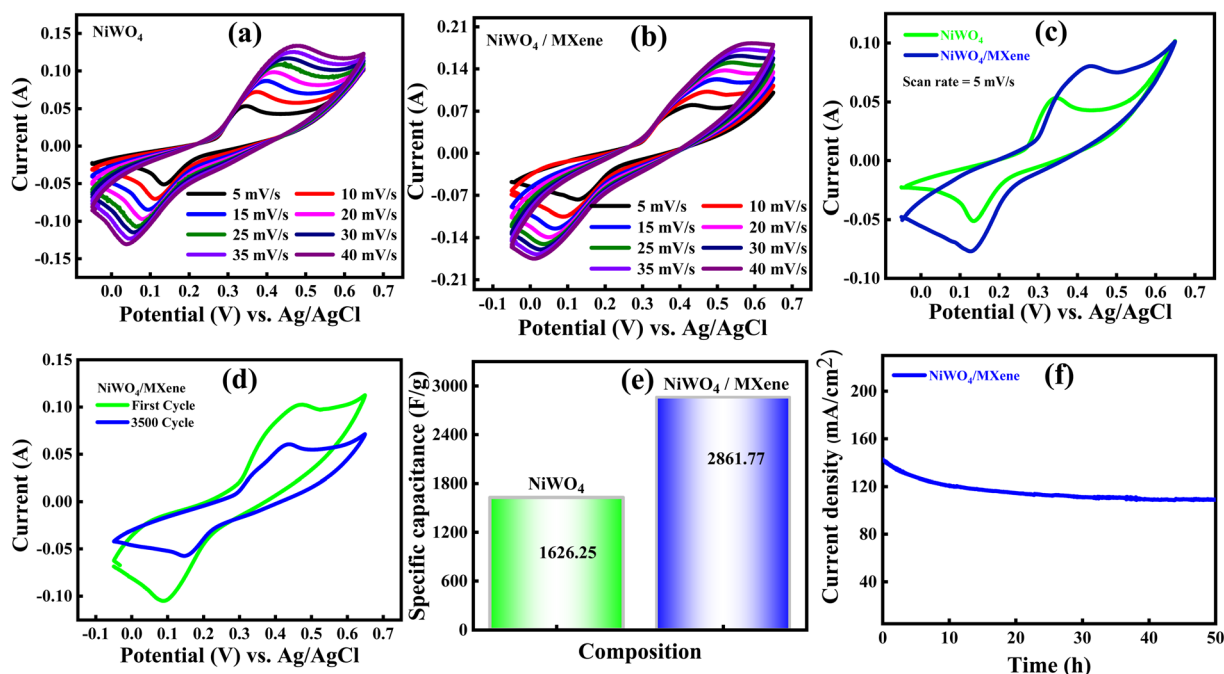 NiWO₄
(a)
0.15
0.10
0.05
0.00
-0.05
-0.10
-0.15
Current (A)
5 mV/s
10 mV/s
15 mV/s
20 mV/s
25 mV/s
30 mV/s
35 mV/s
40 mV/s
0.0 0.1 0.2 0.3 0.4 0.5 0.6 0.7
Potential (V) vs. Ag/AgCl
NiWO₄ / MXene
(b)
0.21
0.14
0.07
0.00
-0.07
-0.14
-0.21
Current (A)
5 mV/s
10 mV/s
15 mV/s
20 mV/s
25 mV/s
30 mV/s
35 mV/s
40 mV/s
-0.1 0.0 0.1 0.2 0.3 0.4 0.5 0.6 0.7
Potential (V) vs. Ag/AgCl
(c)
NiWO₄
NiWO₄/MXene
Scan rate = 5 mV/s
0.10
0.05
0.00
-0.05
-0.10
Current (A)
0.0 0.1 0.2 0.3 0.4 0.5 0.6 0.7
Potential (V) vs. Ag/AgCl
(d)
NiWO₄/MXene
First Cycle
3500 Cycle
0.15
0.10
0.05
0.00
-0.05
-0.10
Current (A)
-0.1 0.0 0.1 0.2 0.3 0.4 0.5 0.6 0.7
Potential (V) vs. Ag/AgCl
(e)
NiWO₄ / MXene
3000
2400
1800
1200
600
0
Specific capacitance (F/g)
2861.77
NiWO₄
1626.25
Composition
(f)
NiWO₄/MXene
200
160
120
80
40
Current density (mA/cm²)
0 10 20 30 40 50
Time (h)